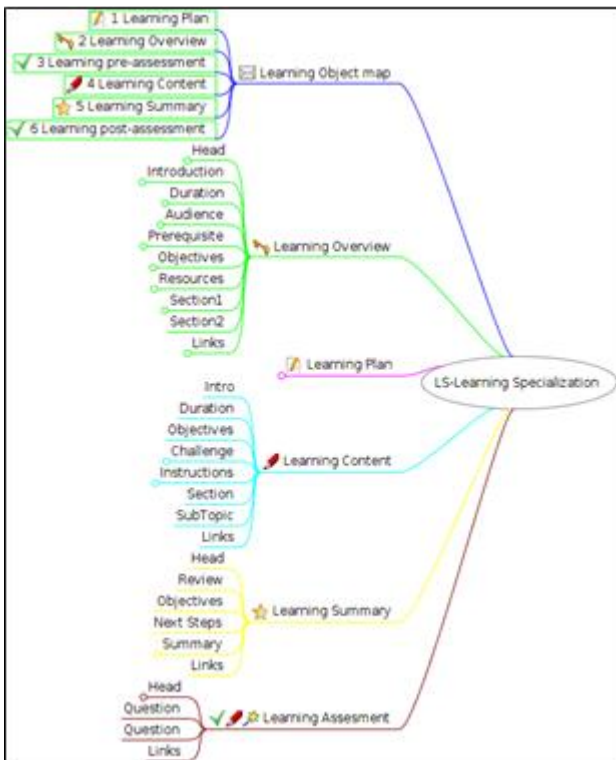 1 Learning Plan
2 Learning Overview
3 Learning pre-assessment
4 Learning Content
5 Learning Summary
6 Learning post-assessment
Learning Object map
Head
Introduction
Duration
Audience
Prerequisite
Objectives
Resources
Section1
Section2
Links
Learning Overview
Learning Plan
LS-Learning Specialization
Intro
Duration
Objectives
Challenge
Instructions
Section
SubTopic
Links
Learning Content
Head
Review
Objectives
Next Steps
Summary
Links
Learning Summary
Head
Question
Question
Links
Learning Assesment